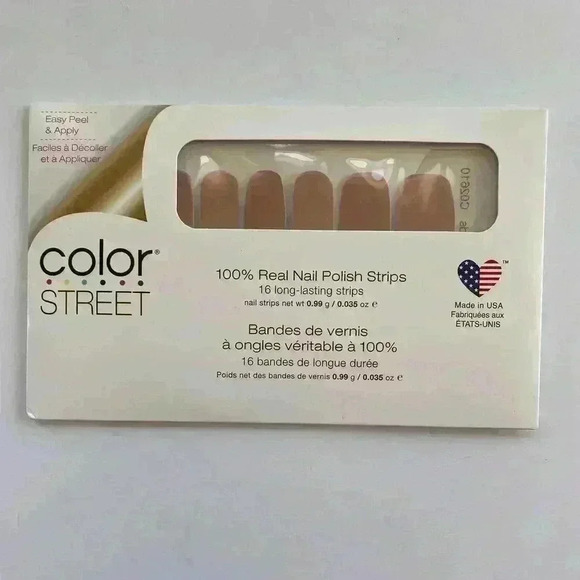 Easy Peel
& Apply
Faciles à Décoller
et a Appliquer
color®
STREET
100% Real Nail Polish Strips
16 long-lasting strips
nail strips net wt 0.99 g / 0.035 oz e
Bandes de vernis
à ongles véritable à 100%
16 bandes de longue durée
Poids net des bandes de vernis 0.99 g / 0.035 oz e
TM
Made in USA
Fabriquées aux
ÉTATS-UNIS
C02610